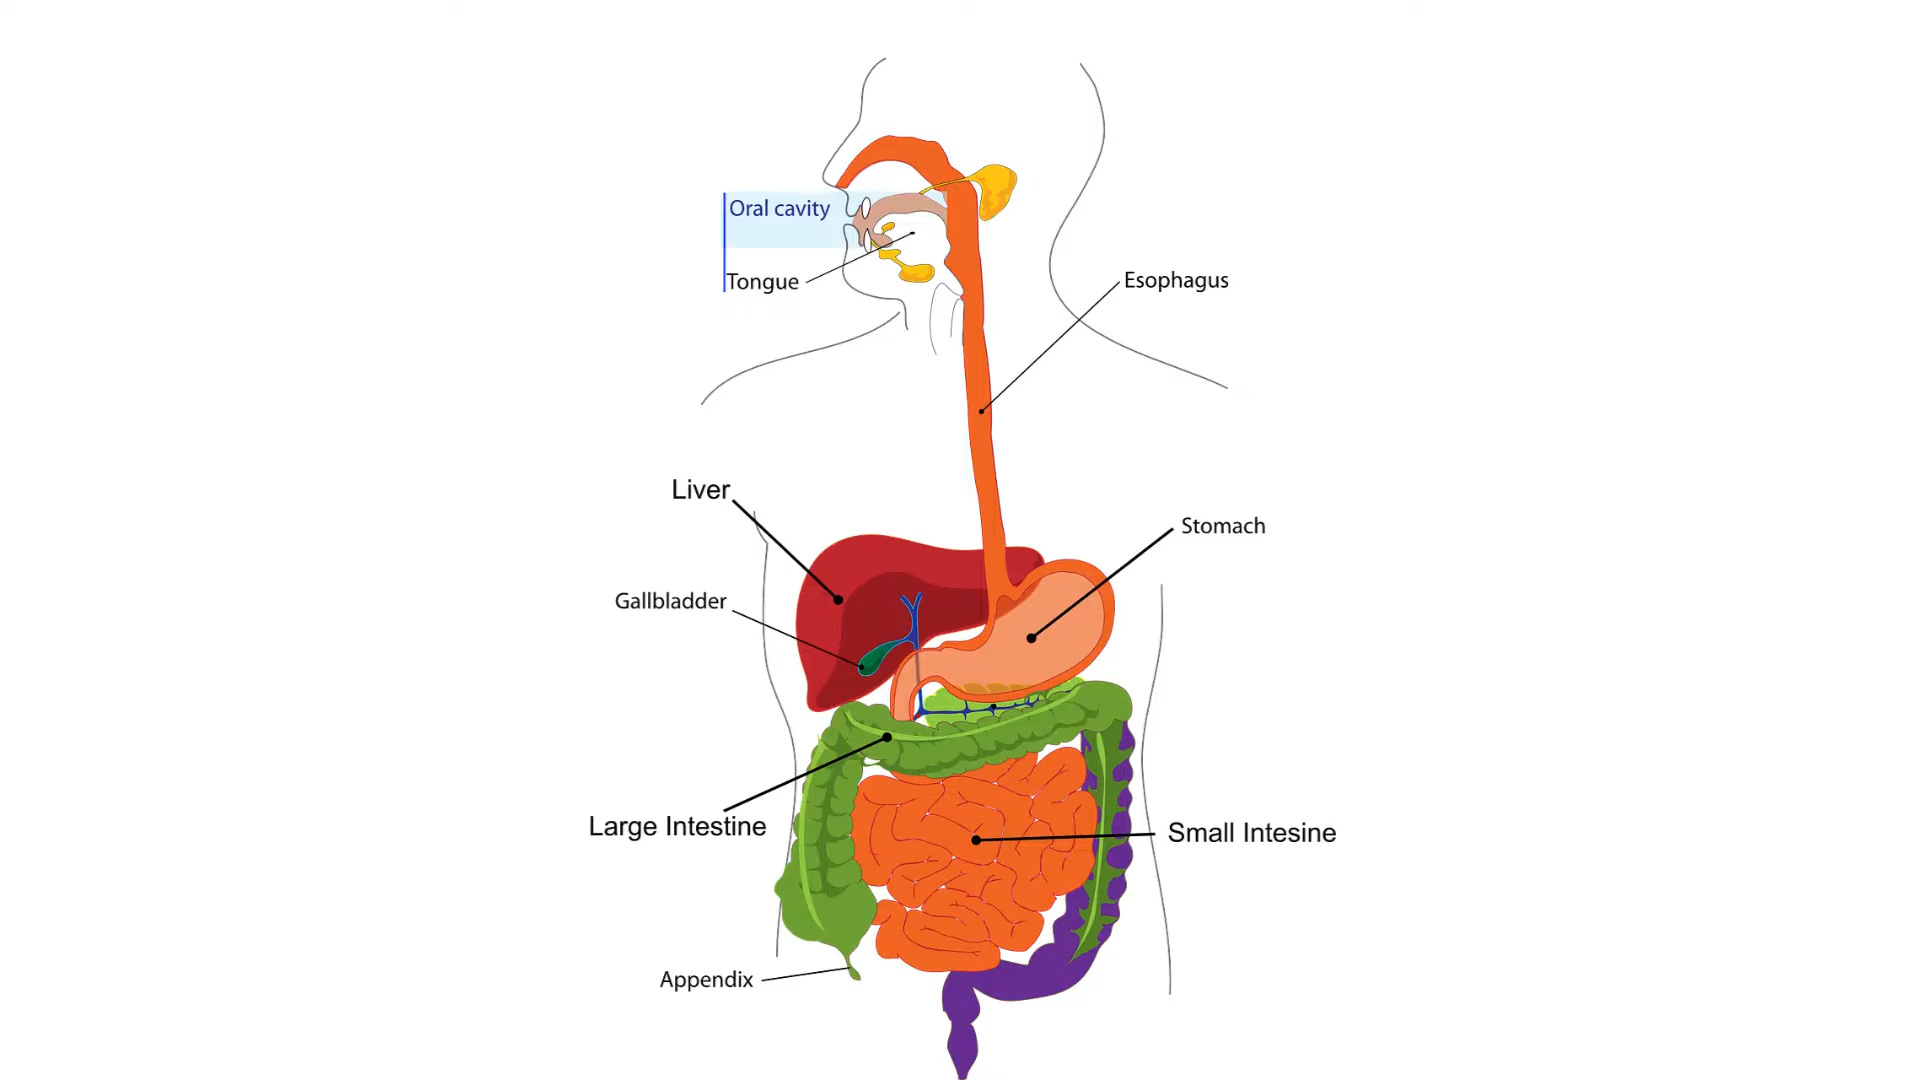 Oral cavity
Tongue
Esophagus
Liver
Stomach
Gallbladder
Large Intestine
Small Intesine
Appendix